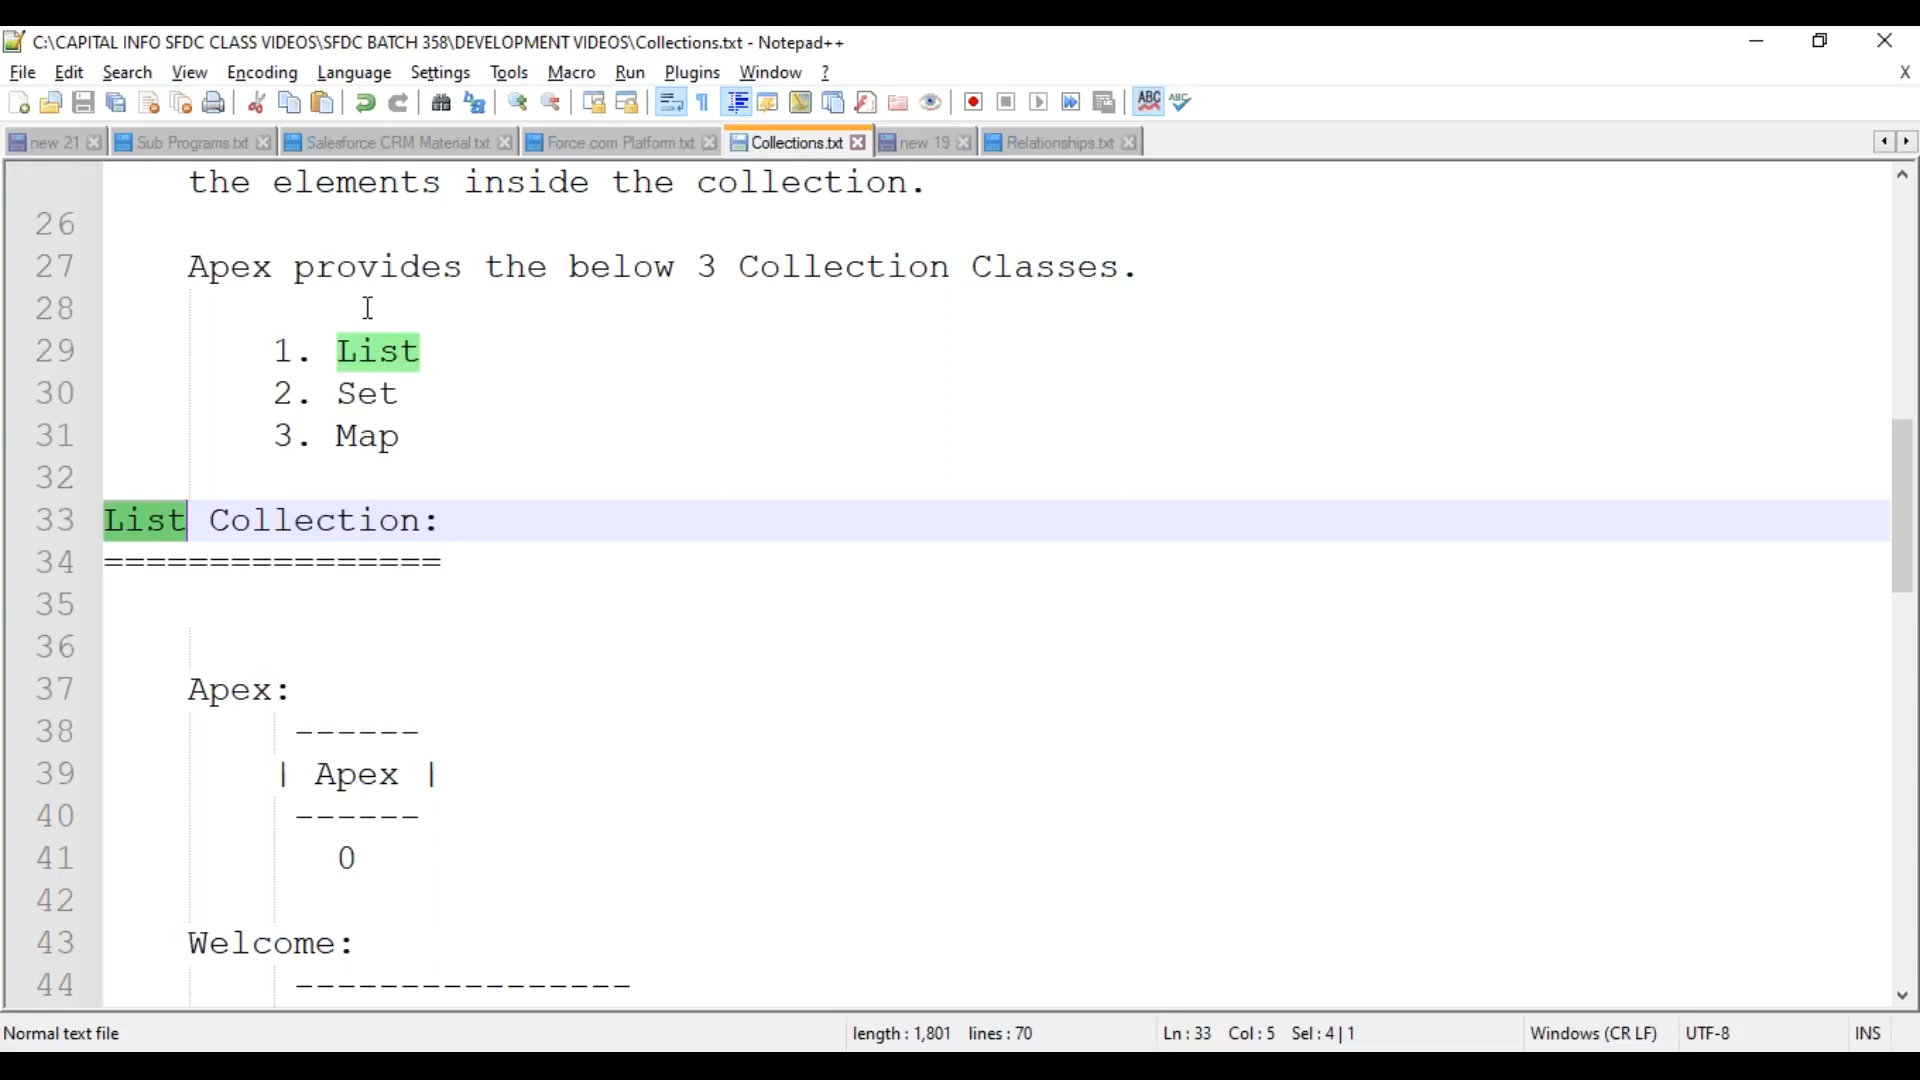 C:\CAPITAL INFO SFDC CLASS VIDEOS\SFDC BATCH 358\DEVELOPMENT VIDEOS\Collections.txt - Notepad++
File Edit Search View Encoding Language Settings Tools Macro Run Plugins Window ? X
new 21 Sub Programs.txt Salesforce CRM Material.txt Force.com Platform.txt Collections.txt new 19 Relationships.txt
the elements inside the collection.
26
27 Apex provides the below 3 Collection Classes.
28
29 1. List
30 2. Set
31 3. Map
32
33 List Collection:
34 ================
35
36
37 Apex:
38 ------
39 | Apex |
40 ------
41 0
42
43 Welcome:
44 ----------------
Normal text file length : 1,801 lines : 70 Ln : 33 Col : 5 Sel : 4 | 1 Windows (CR LF) UTF-8 INS